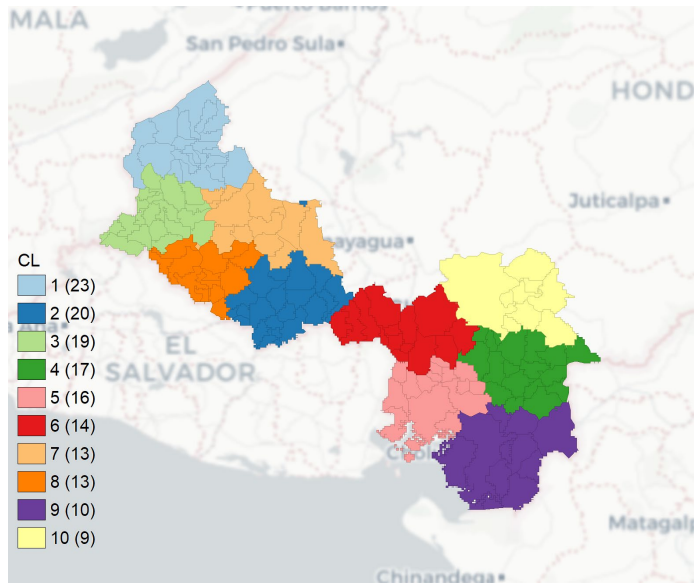 MALA
San Pedro Sula
HOND
Juticalpa
ayagua
CL
1 (23)
2 (20)
3 (19)
4 (17)
5 (16)
6 (14)
7 (13)
8 (13)
9 (10)
10 (9)
EL
SALVADOR
Matagalp
Chinandega